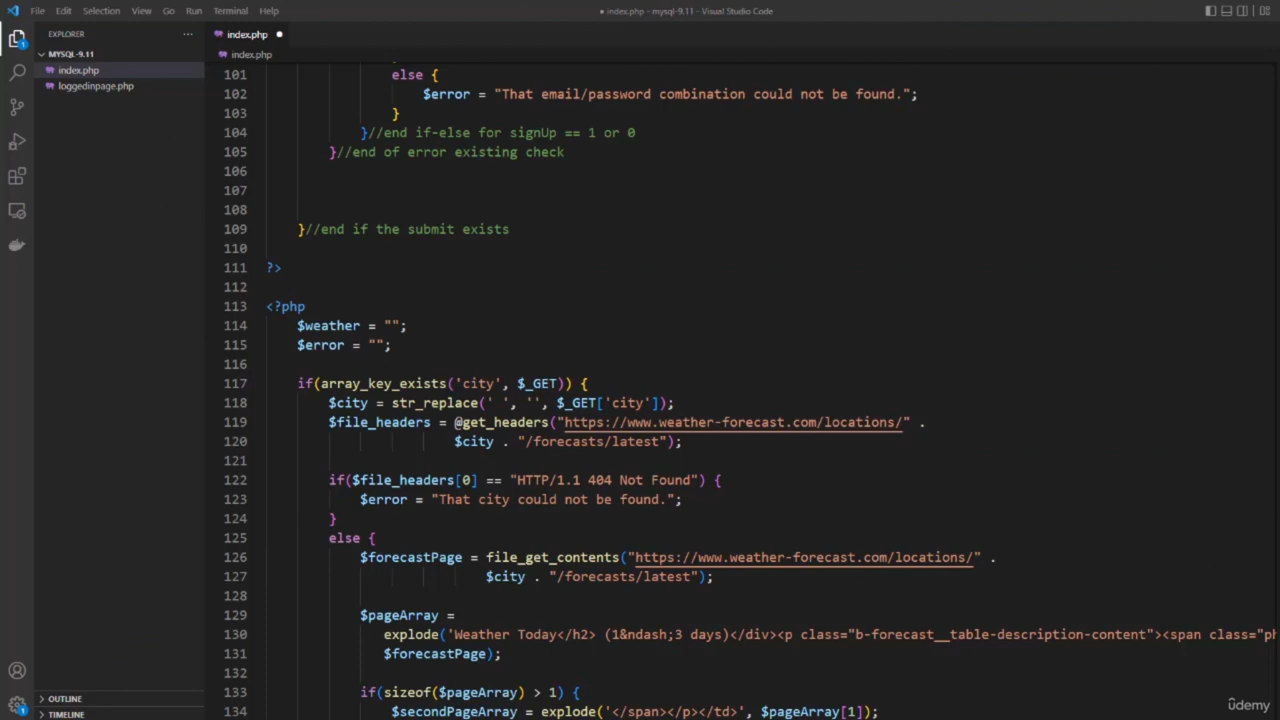 File Edit Selection View Go Run Terminal Help
● index.php - mysql-9.11 - Visual Studio Code
EXPLORER ···
index.php ●
MYSQL-9.11
index.php
index.php
loggedinpage.php
101 else {
102 $error = "That email/password combination could not be found.";
103 }
104 }//end if-else for signUp == 1 or 0
105 }//end of error existing check
106
107
108
109 }//end if the submit exists
110
111 ?>
112
113 <?php
114 $weather = "";
115 $error = "";
116
117 if(array_key_exists('city', $_GET)) {
118 $city = str_replace(' ', '', $_GET['city']);
119 $file_headers = @get_headers("https://www.weather-forecast.com/locations/" .
120 $city . "/forecasts/latest");
121
122 if($file_headers[0] == "HTTP/1.1 404 Not Found") {
123 $error = "That city could not be found.";
124 }
125 else {
126 $forecastPage = file_get_contents("https://www.weather-forecast.com/locations/" .
127 $city . "/forecasts/latest");
128
129 $pageArray =
130 explode('Weather Today</h2> (1&ndash;3 days)</div><p class="b-forecast__table-description-content"><span class="ph
131 $forecastPage);
132
133 if(sizeof($pageArray) > 1) {
134 $secondPageArray = explode('</span></p></td>', $pageArray[1]);
OUTLINE
TIMELINE
1
1
udemy